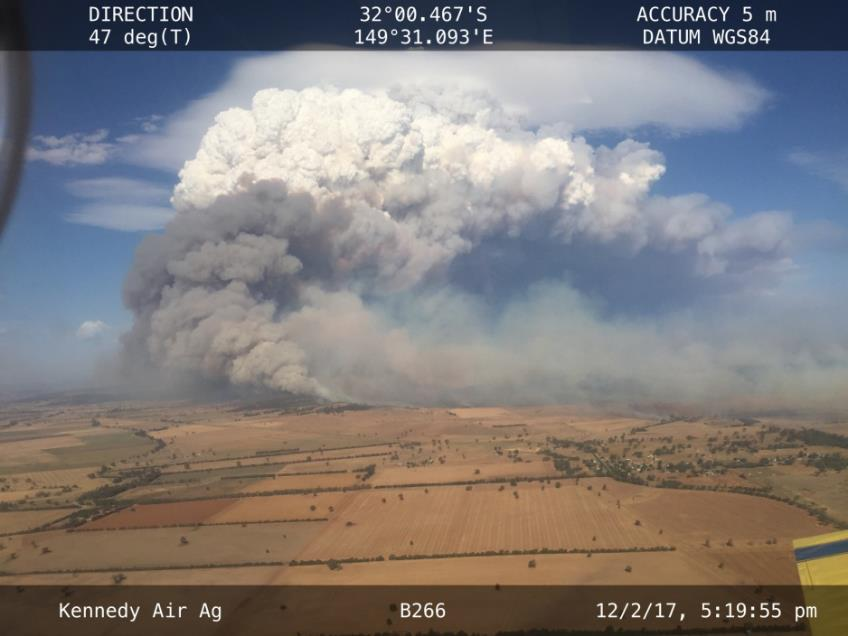 DIRECTION
47 deg(T)
32°00.467'S
149°31.093'E
ACCURACY 5 m
DATUM WGS84
Kennedy Air Ag
B266
12/2/17, 5:19:55 pm